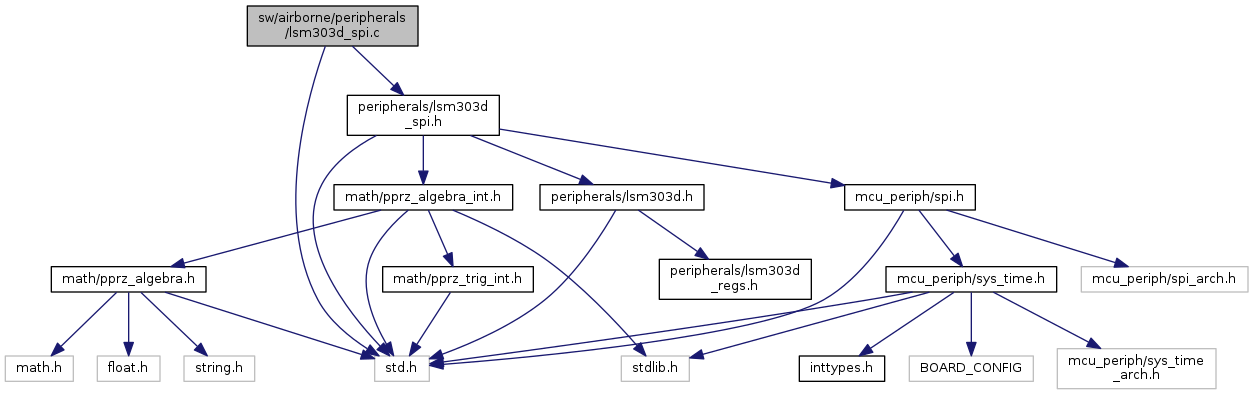 sw/airborne/peripherals
/lsm303d_spi.c
peripherals/lsm303d
_spi.h
math/pprz_algebra_int.h
peripherals/lsm303d.h
mcu_periph/spi.h
math/pprz_algebra.h
math/pprz_trig_int.h
peripherals/lsm303d
_regs.h
mcu_periph/sys_time.h
mcu_periph/spi_arch.h
math.h
float.h
string.h
std.h
stdlib.h
inttypes.h
BOARD_CONFIG
mcu_periph/sys_time
_arch.h